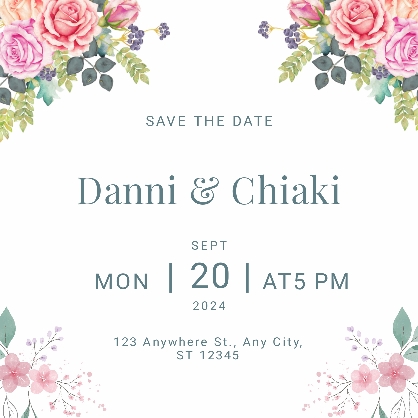 SAVE THE DATE
Danni & Chiaki
SEPT
MON | 20 | AT5 PM
2024
123 Anywhere St., Any City,
ST 12345